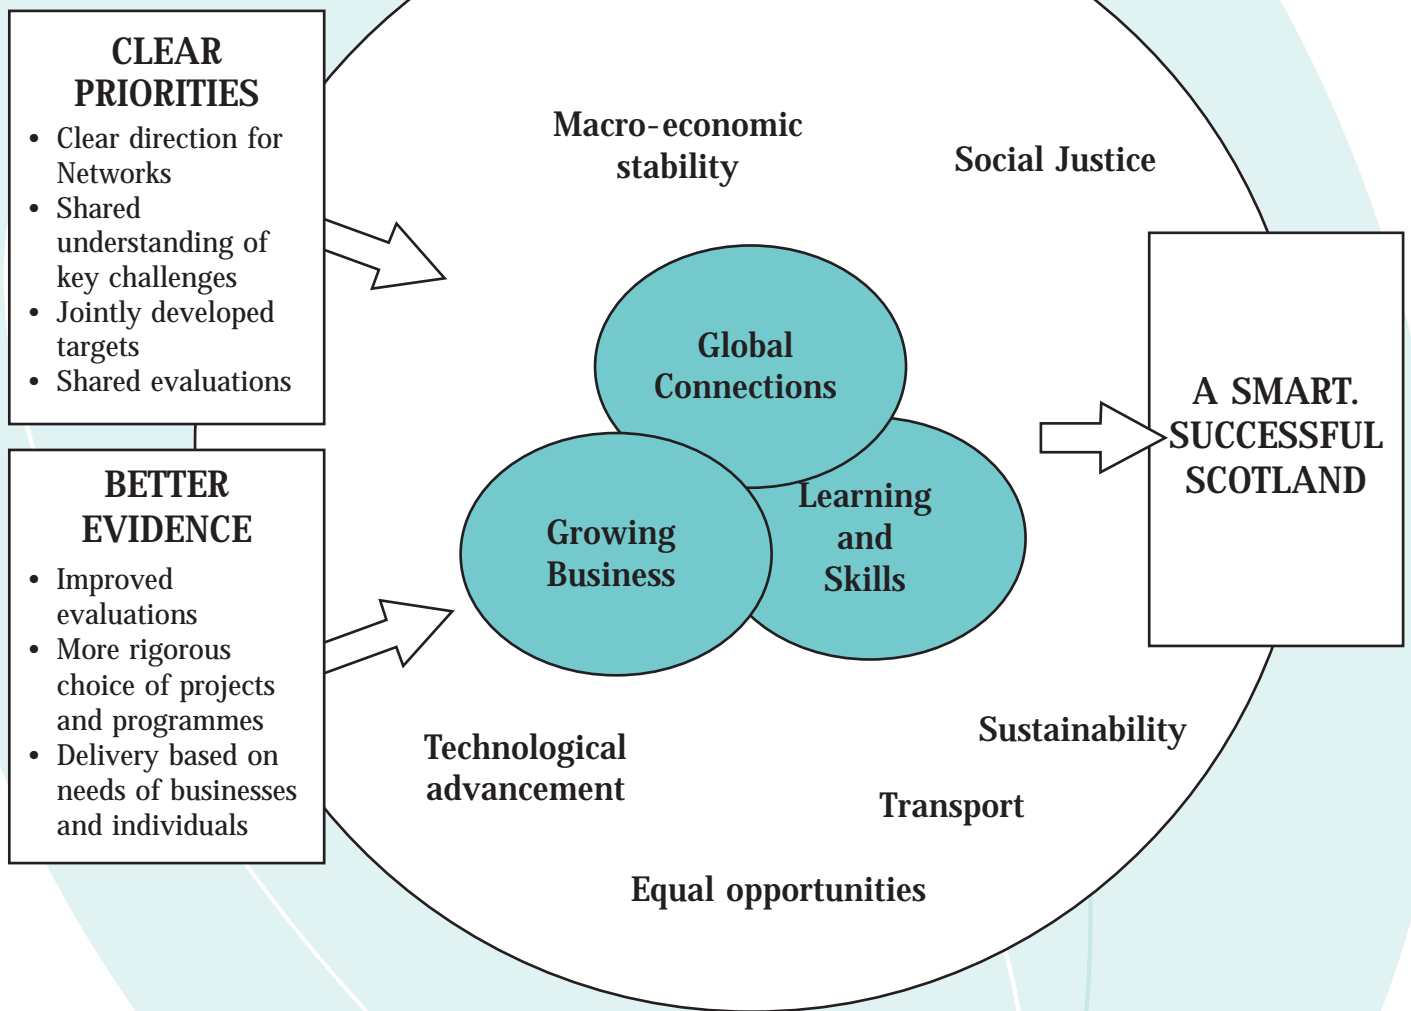 CLEAR
PRIORITIES
• Clear direction for
Networks
• Shared
understanding of
key challenges
• Jointly developed
targets
• Shared evaluations
BETTER
EVIDENCE
• Improved
evaluations
• More rigorous
choice of projects
and programmes
• Delivery based on
needs of businesses
and individuals
Macro-economic
stability
Social Justice
Global
Connections
Growing
Business
Learning
and
Skills
Technological
advancement
Sustainability
Transport
Equal opportunities
A SMART.
SUCCESSFUL
SCOTLAND